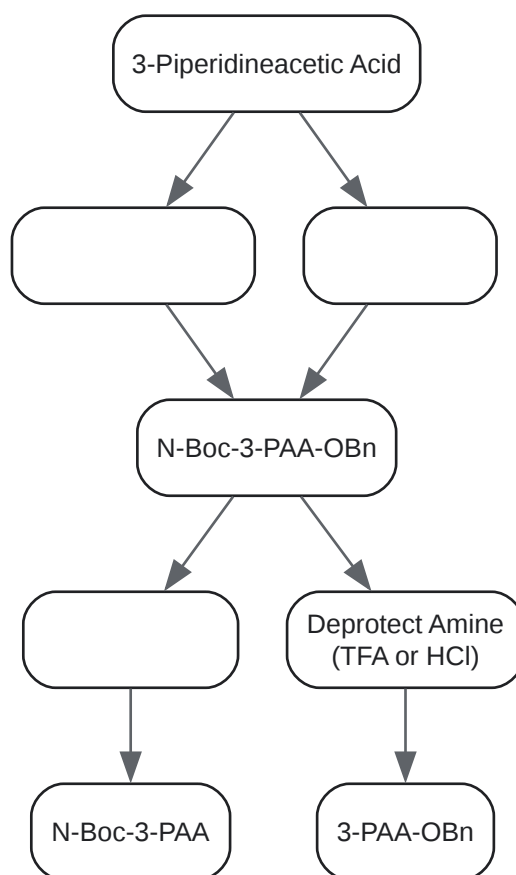 3-Piperidineacetic Acid
N-Boc-3-PAA-OBn
Deprotect Amine
(TFA or HCl)
N-Boc-3-PAA
3-PAA-OBn